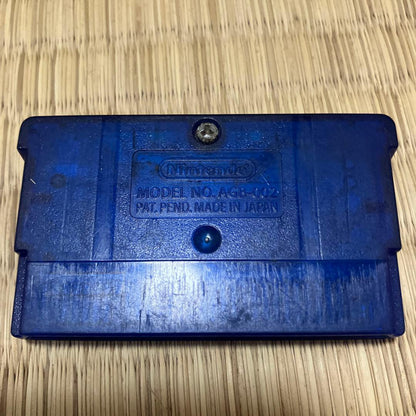 Nintendo
MODEL NO. AGB-002
PAT. PEND. MADE IN JAPAN